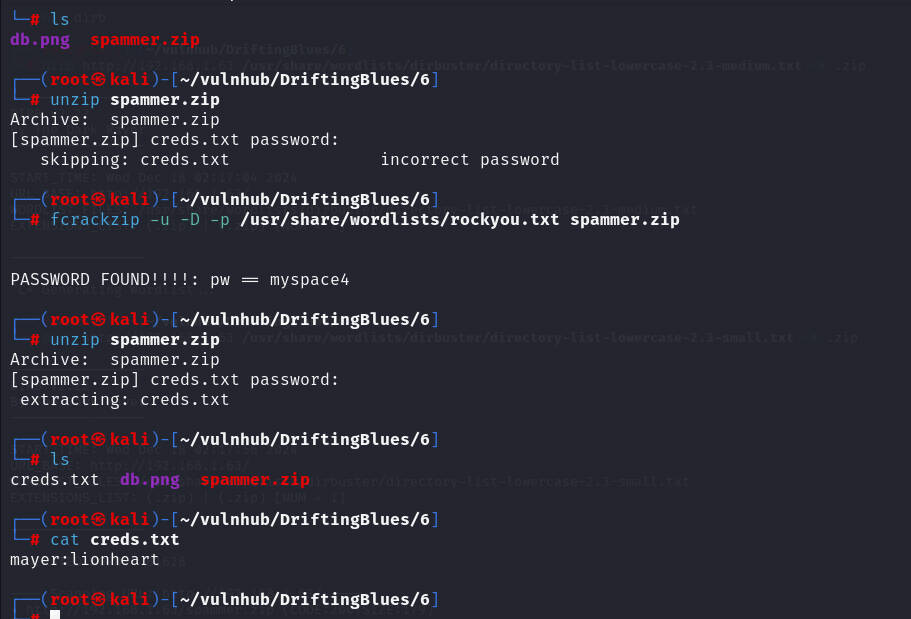 └─# ls
db.png  spammer.zip
┌──(root㉿kali)-[~/vulnhub/DriftingBlues/6]
└─# unzip spammer.zip
Archive:  spammer.zip
[spammer.zip] creds.txt password:
   skipping: creds.txt               incorrect password
┌──(root㉿kali)-[~/vulnhub/DriftingBlues/6]
└─# fcrackzip -u -D -p /usr/share/wordlists/rockyou.txt spammer.zip
PASSWORD FOUND!!!!: pw == myspace4
┌──(root㉿kali)-[~/vulnhub/DriftingBlues/6]
└─# unzip spammer.zip
Archive:  spammer.zip
[spammer.zip] creds.txt password:
 extracting: creds.txt
┌──(root㉿kali)-[~/vulnhub/DriftingBlues/6]
└─# ls
creds.txt  db.png  spammer.zip
┌──(root㉿kali)-[~/vulnhub/DriftingBlues/6]
└─# cat creds.txt
mayer:lionheart
┌──(root㉿kali)-[~/vulnhub/DriftingBlues/6]
└─#